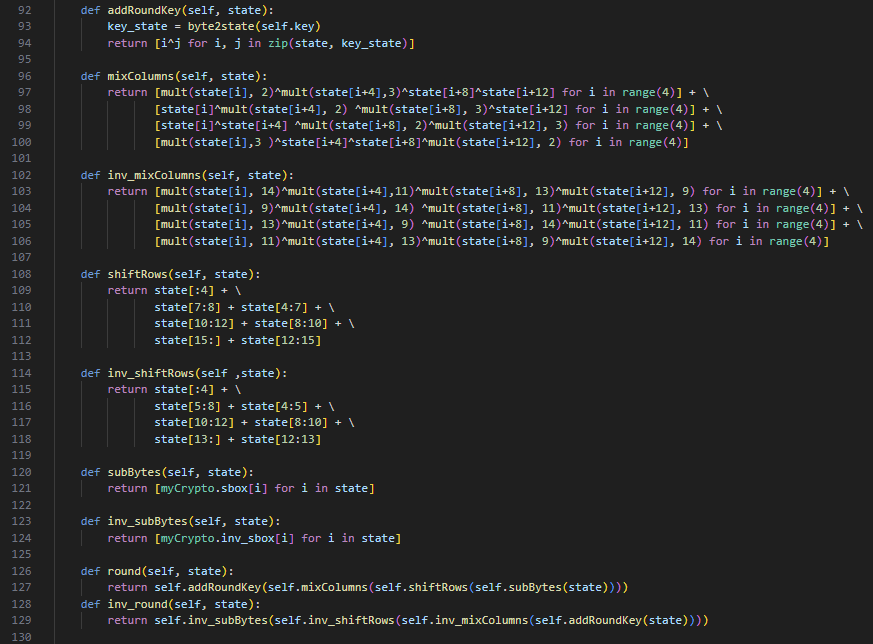 92 def addRoundKey(self, state):
93 key_state = byte2state(self.key)
94 return [i^j for i, j in zip(state, key_state)]
95
96 def mixColumns(self, state):
97 return [mult(state[i], 2)^mult(state[i+4],3)^state[i+8]^state[i+12] for i in range(4)] + \
98 [state[i]^mult(state[i+4], 2) ^mult(state[i+8], 3)^state[i+12] for i in range(4)] + \
99 [state[i]^state[i+4] ^mult(state[i+8], 2)^mult(state[i+12], 3) for i in range(4)] + \
100 [mult(state[i],3 )^state[i+4]^state[i+8]^mult(state[i+12], 2) for i in range(4)]
101
102 def inv_mixColumns(self, state):
103 return [mult(state[i], 14)^mult(state[i+4],11)^mult(state[i+8], 13)^mult(state[i+12], 9) for i in range(4)] + \
104 [mult(state[i], 9)^mult(state[i+4], 14) ^mult(state[i+8], 11)^mult(state[i+12], 13) for i in range(4)] + \
105 [mult(state[i], 13)^mult(state[i+4], 9) ^mult(state[i+8], 14)^mult(state[i+12], 11) for i in range(4)] + \
106 [mult(state[i], 11)^mult(state[i+4], 13)^mult(state[i+8], 9)^mult(state[i+12], 14) for i in range(4)]
107
108 def shiftRows(self, state):
109 return state[:4] + \
110 state[7:8] + state[4:7] + \
111 state[10:12] + state[8:10] + \
112 state[15:] + state[12:15]
113
114 def inv_shiftRows(self ,state):
115 return state[:4] + \
116 state[5:8] + state[4:5] + \
117 state[10:12] + state[8:10] + \
118 state[13:] + state[12:13]
119
120 def subBytes(self, state):
121 return [myCrypto.sbox[i] for i in state]
122
123 def inv_subBytes(self, state):
124 return [myCrypto.inv_sbox[i] for i in state]
125
126 def round(self, state):
127 return self.addRoundKey(self.mixColumns(self.shiftRows(self.subBytes(state))))
128 def inv_round(self, state):
129 return self.inv_subBytes(self.inv_shiftRows(self.inv_mixColumns(self.addRoundKey(state))))
130